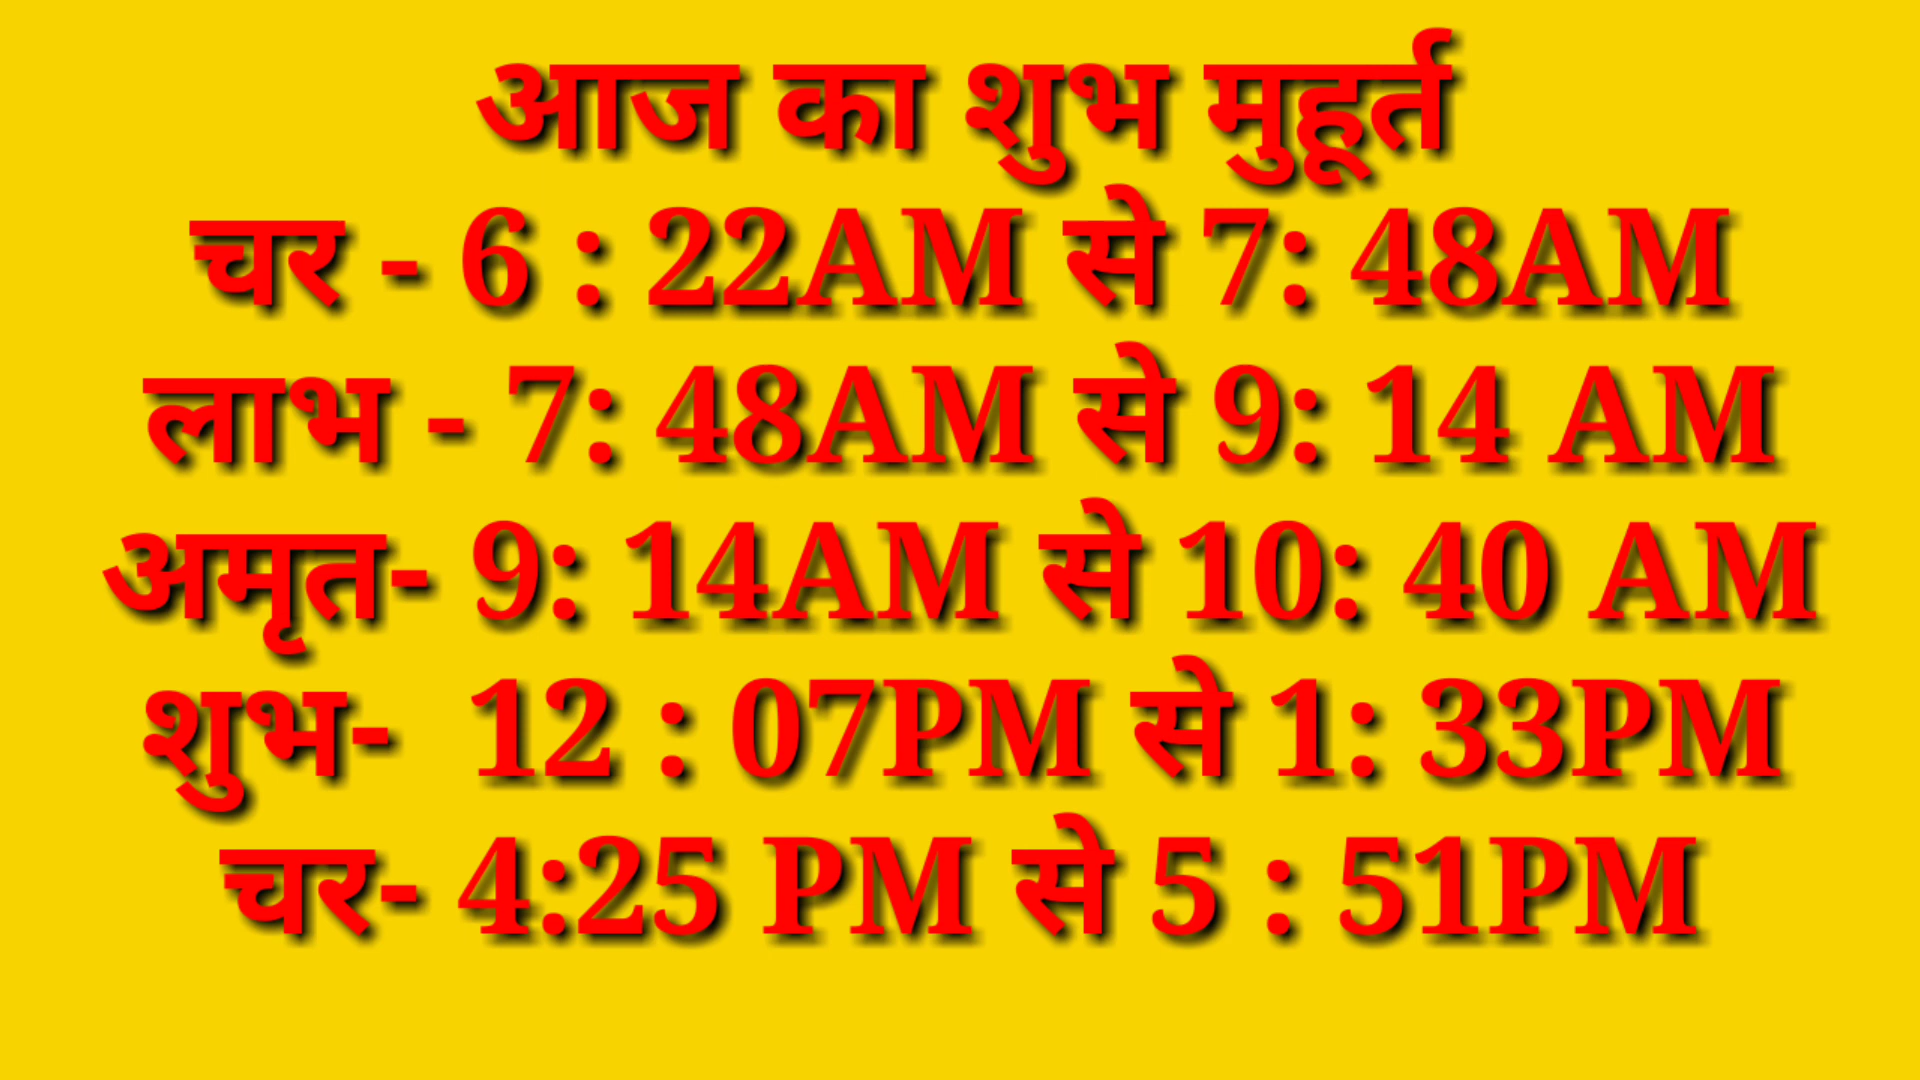 आज का शुभ मुहूर्त
चर - 6 : 22AM से 7: 48AM
लाभ - 7: 48AM से 9: 14 AM
अमृत- 9: 14AM से 10: 40 AM
शुभ- 12 : 07PM से 1: 33PM
चर- 4:25 PM से 5 : 51PM